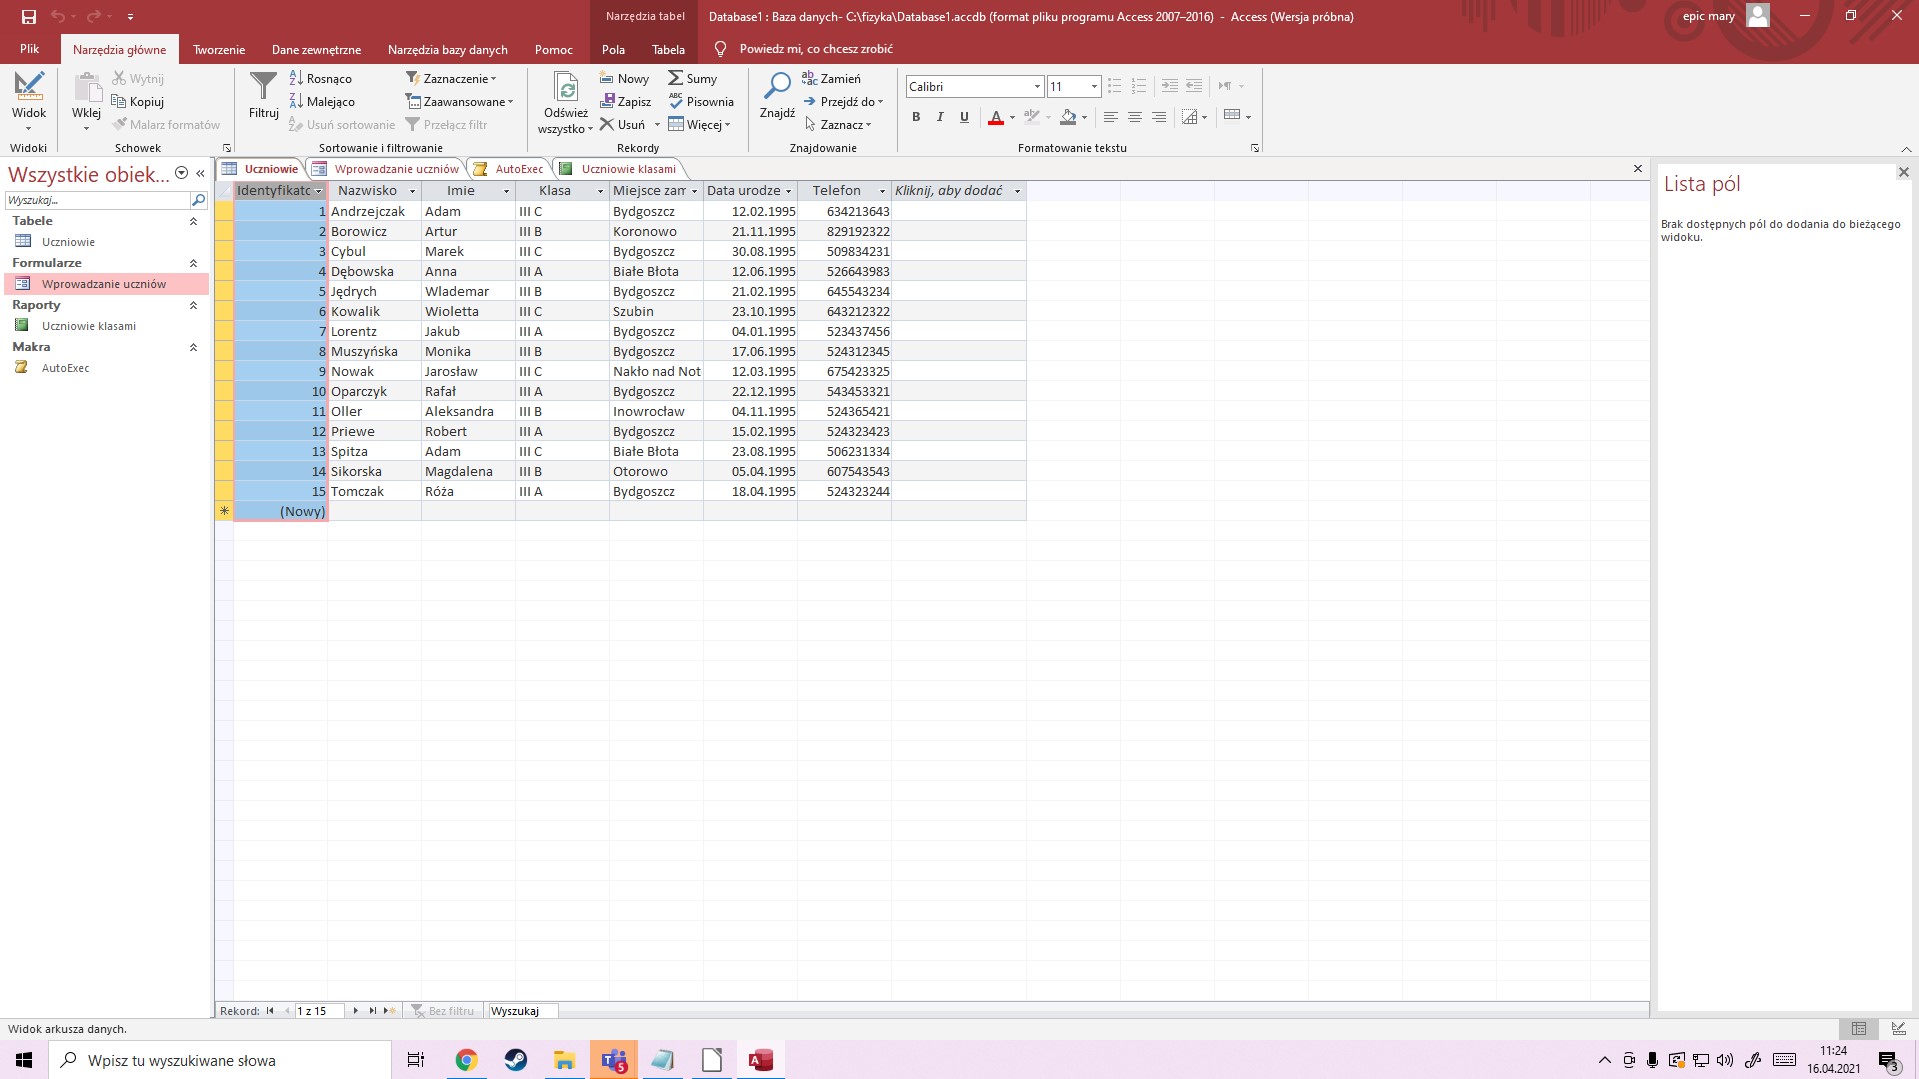 Narzędzia tabel
Database1 : Baza danych- C:\fizyka\Database1.accdb (format pliku programu Access 2007–2016) - Access (Wersja próbna)
epic mary
Plik
Narzędzia główne
Tworzenie
Dane zewnętrzne
Narzędzia bazy danych
Pomoc
Pola
Tabela
Powiedz mi, co chcesz zrobić
Widok
Widoki
Wklej
Wytnij
Kopiuj
Malarz formatów
Schowek
Filtruj
Rosnąco
Malejąco
Usuń sortowanie
Zaznaczenie
Zaawansowane
Przełącz filtr
Sortowanie i filtrowanie
Odśwież
wszystko
Nowy
Zapisz
Usuń
Sumy
Pisownia
Więcej
Rekordy
Znajdź
Zamień
Przejdź do
Zaznacz
Znajdowanie
Calibri
11
B I U
Formatowanie tekstu
Wszystkie obiek...
Wyszukaj...
Tabele
Uczniowie
Formularze
Wprowadzanie uczniów
Raporty
Uczniowie klasami
Makra
AutoExec
Uczniowie
Wprowadzanie uczniów
AutoExec
Uczniowie klasami
Identyfikato Nazwisko Imie Klasa Miejsce zam Data urodze Telefon Kliknij, aby dodać
1 Andrzejczak Adam III C Bydgoszcz 12.02.1995 634213643
2 Borowicz Artur III B Koronowo 21.11.1995 829192322
3 Cybul Marek III C Bydgoszcz 30.08.1995 509834231
4 Dębowska Anna III A Białe Błota 12.06.1995 526643983
5 Jędrych Wlademar III B Bydgoszcz 21.02.1995 645543234
6 Kowalik Wioletta III C Szubin 23.10.1995 643212322
7 Lorentz Jakub III A Bydgoszcz 04.01.1995 523437456
8 Muszyńska Monika III B Bydgoszcz 17.06.1995 524312345
9 Nowak Jarosław III C Nakło nad Not 12.03.1995 675423325
10 Oparczyk Rafał III A Bydgoszcz 22.12.1995 543453321
11 Oller Aleksandra III B Inowrocław 04.11.1995 524365421
12 Priewe Robert III A Bydgoszcz 15.02.1995 524323423
13 Spitza Adam III C Białe Błota 23.08.1995 506231334
14 Sikorska Magdalena III B Otorowo 05.04.1995 607543543
15 Tomczak Róża III A Bydgoszcz 18.04.1995 524323244
(Nowy)
Lista pól
Brak dostępnych pól do dodania do bieżącego
widoku.
Rekord: 1 z 15 Bez filtru Wyszukaj
Widok arkusza danych.
Wpisz tu wyszukiwane słowa
5
11:24
16.04.2021
3